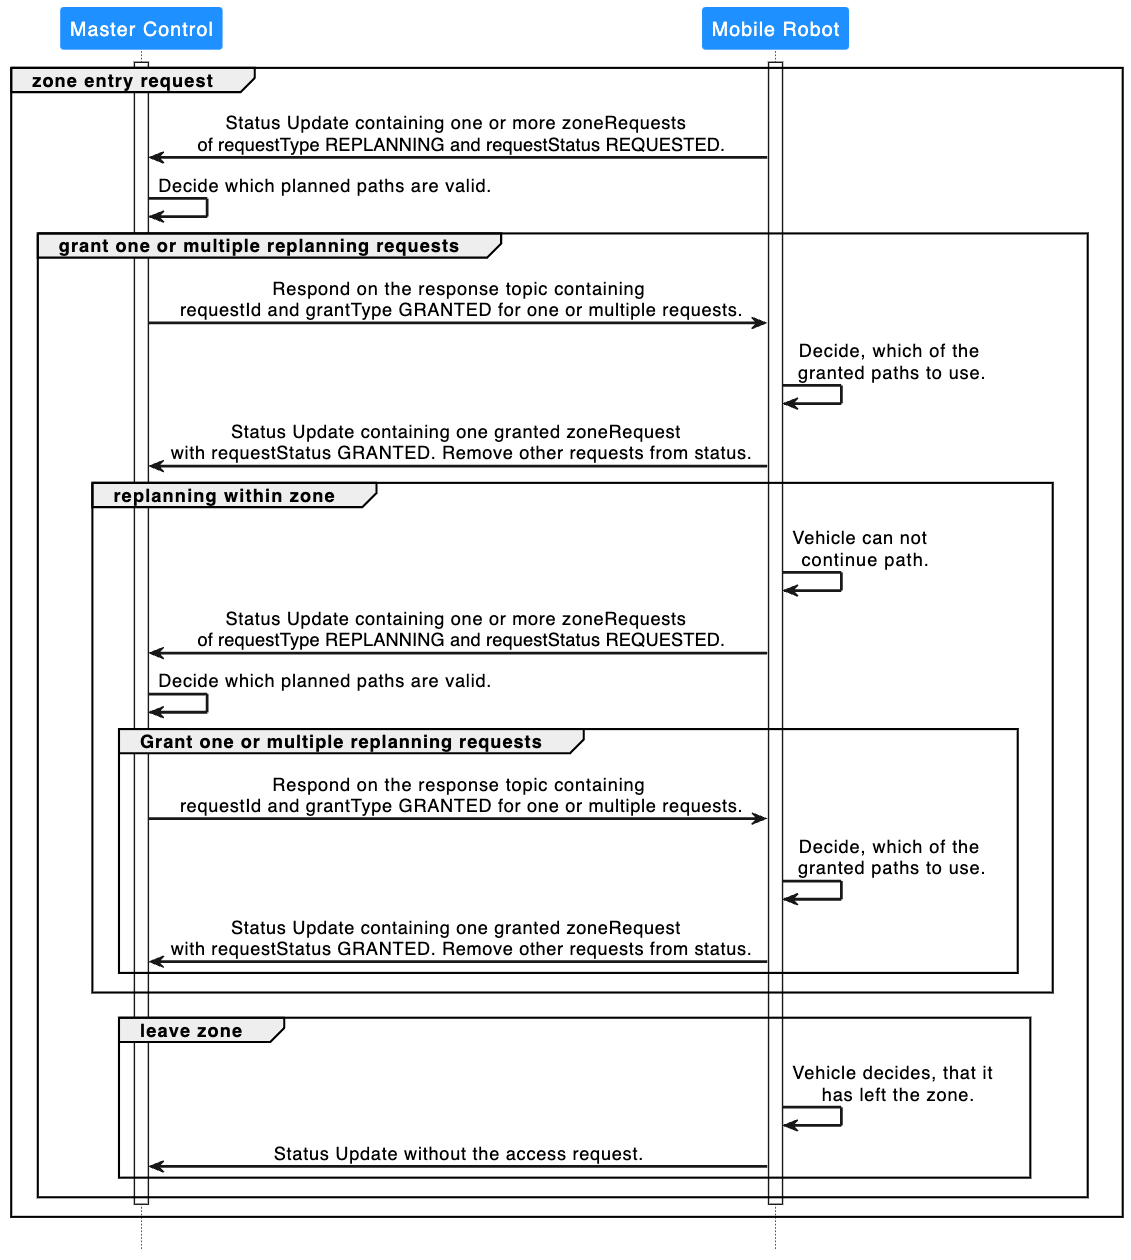 Master Control
Mobile Robot
zone entry request
Status Update containing one or more zoneRequests
of requestType REPLANNING and requestStatus REQUESTED.
Decide which planned paths are valid.
grant one or multiple replanning requests
Respond on the response topic containing
requestId and grantType GRANTED for one or multiple requests.
Decide, which of the
granted paths to use.
Status Update containing one granted zoneRequest
with requestStatus GRANTED. Remove other requests from status.
replanning within zone
Vehicle can not
continue path.
Status Update containing one or more zoneRequests
of requestType REPLANNING and requestStatus REQUESTED.
Decide which planned paths are valid.
Grant one or multiple replanning requests
Respond on the response topic containing
requestId and grantType GRANTED for one or multiple requests.
Decide, which of the
granted paths to use.
Status Update containing one granted zoneRequest
with requestStatus GRANTED. Remove other requests from status.
leave zone
Vehicle decides, that it
has left the zone.
Status Update without the access request.